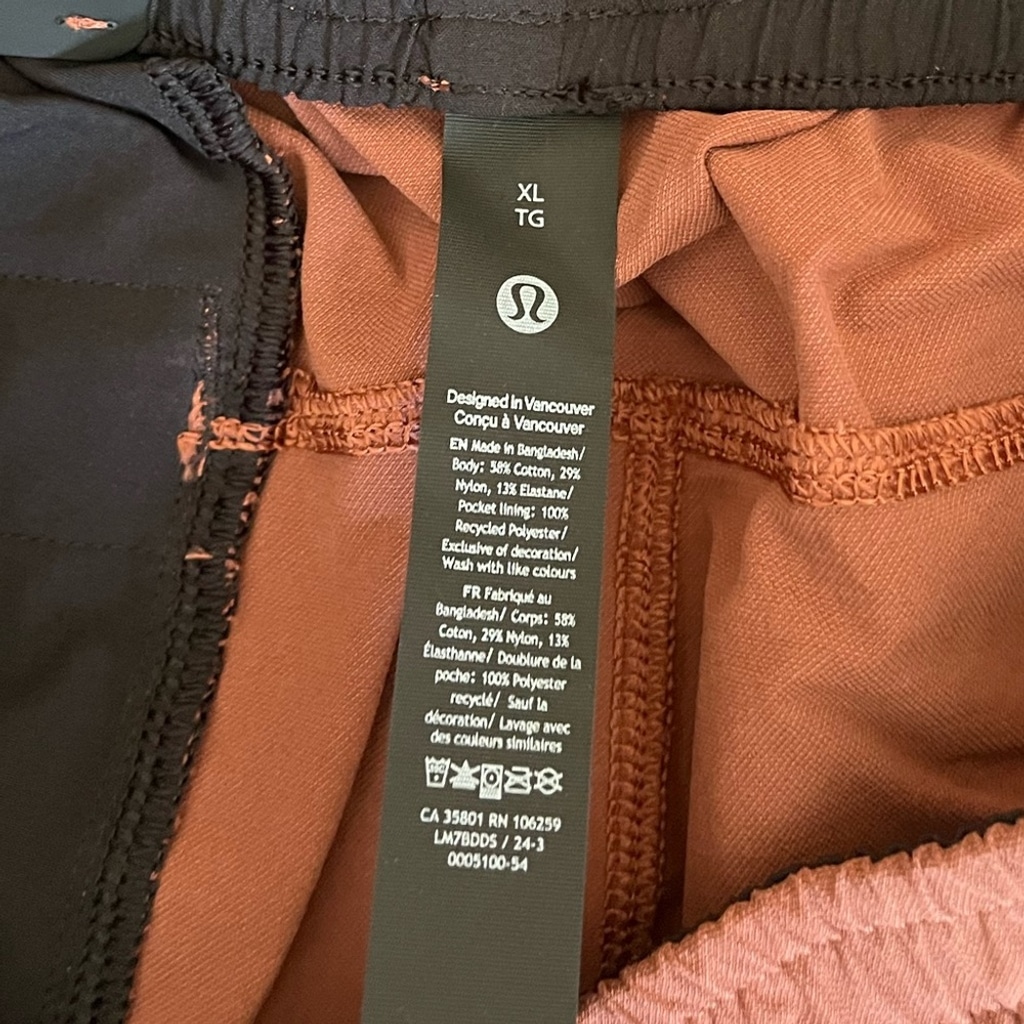 XL
TG
Designed in Vancouver
Conçu à Vancouver
EN Made in Bangladesh/
Body: 58% Cotton, 29%
Nylon, 13% Elastane/
Pocket lining: 100%
Recycled Polyester/
Exclusive of decoration/
Wash with like colours
FR Fabriqué au
Bangladesh/ Corps: 58%
Coton, 29% Nylon, 13%
Élasthanne/ Doublure de la
poche: 100% Polyester
recyclé/ Sauf la
décoration/ Lavage avec
des couleurs similaires
CA 35801 RN 106259
LM7BDDS / 24-3
0005100-54